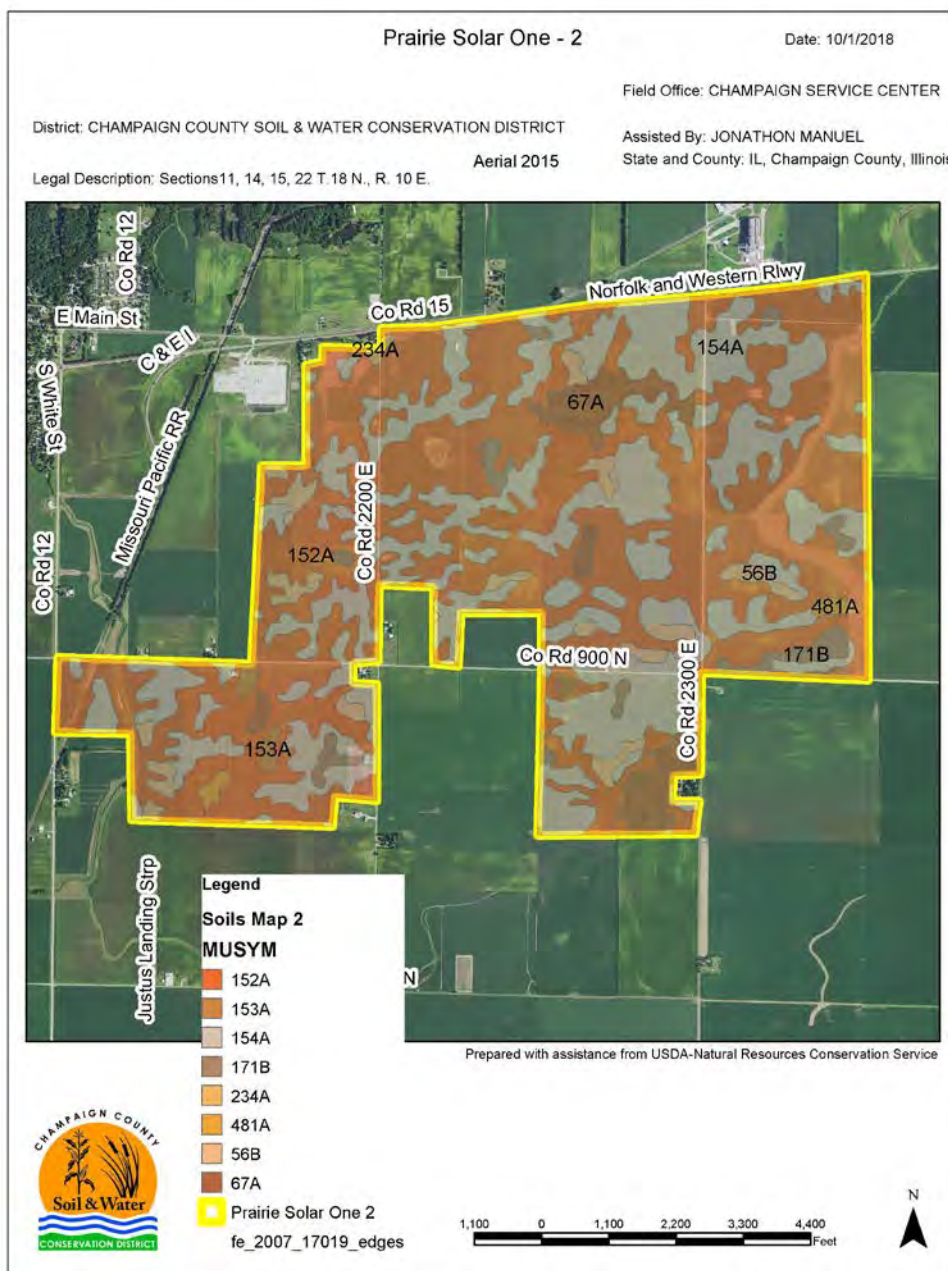 Prairie Solar One - 2
Date: 10/1/2018
Field Office: CHAMPAIGN SERVICE CENTER
District: CHAMPAIGN COUNTY SOIL & WATER CONSERVATION DISTRICT
Assisted By: JONATHON MANUEL
Aerial 2015
State and County: IL, Champaign County, Illinois
Legal Description: Sections11, 14, 15, 22 T.18 N., R. 10 E.
Co Rd 12
Norfolk and Western Rlwy
Co Rd 15
E Main St
C & E I
234A
154A
67A
S White St
Missouri Pacific RR
Co Rd 2200 E
152A
Co Rd 12
56B
481A
Co Rd 900 N
171B
Co Rd 2300 E
153A
Justus Landing Strp
N
Legend
Soils Map 2
MUSYM
152A
153A
154A
171B
234A
481A
56B
67A
Prairie Solar One 2
fe_2007_17019_edges
Prepared with assistance from USDA-Natural Resources Conservation Service
CHAMPAIGN COUNTY
Soil & Water
CONSERVATION DISTRICT
1,100 0 1,100 2,200 3,300 4,400
Feet
N